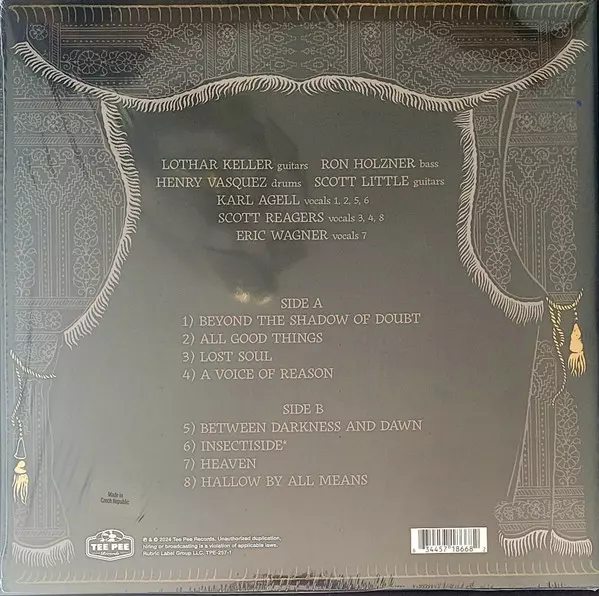 LOTHAR KELLER guitars RON HOLZNER bass
HENRY VASQUEZ drums SCOTT LITTLE guitars
KARL AGELL vocals 1, 2, 5, 6
SCOTT REAGERS vocals 3, 4, 8
ERIC WAGNER vocals 7
SIDE A
1) BEYOND THE SHADOW OF DOUBT
2) ALL GOOD THINGS
3) LOST SOUL
4) A VOICE OF REASON
SIDE B
5) BETWEEN DARKNESS AND DAWN
6) INSECTISIDE*
7) HEAVEN
8) HALLOW BY ALL MEANS
Made in
Czech Republic
TEE PEE
℗ & © 2024 Tee Pee Records. Unauthorized duplication,
hiring or broadcasting is a violation of applicable laws.
Rubric Label Group LLC. TPE-257-1
6 34457 18668 2